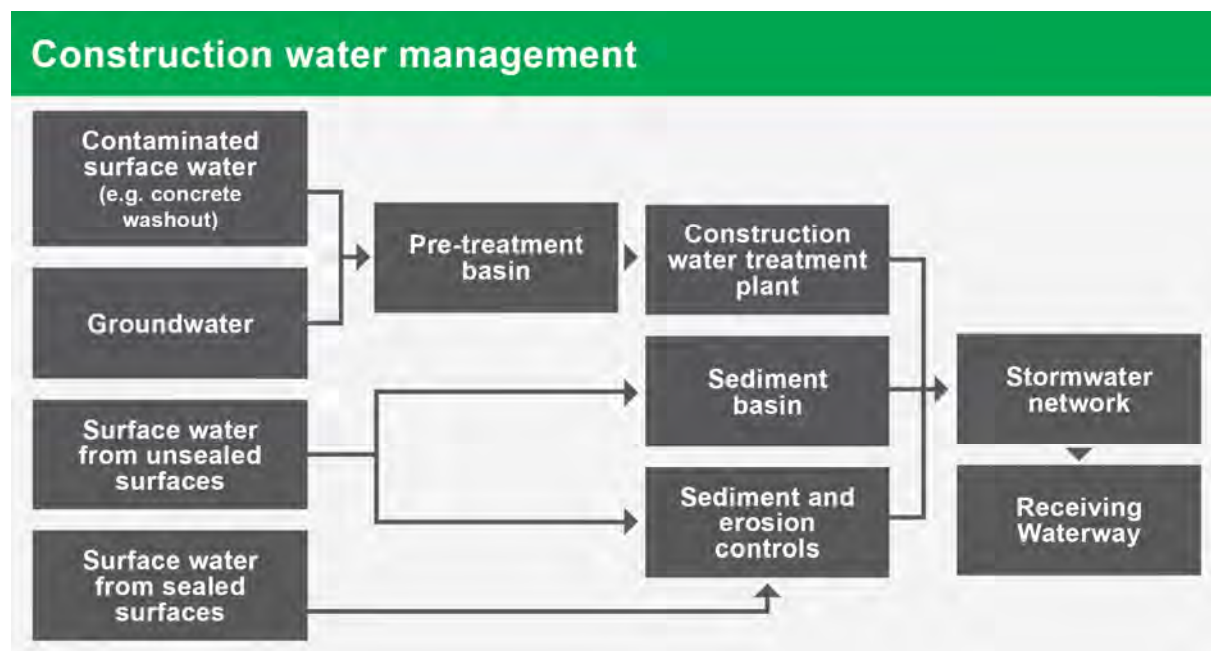 Construction water management
Contaminated
surface water
(e.g. concrete
washout)
Groundwater
Surface water
from unsealed
surfaces
Surface water
from sealed
surfaces
Pre-treatment
basin
Construction
water treatment
plant
Sediment
basin
Sediment and
erosion
controls
Stormwater
network
Receiving
Waterway